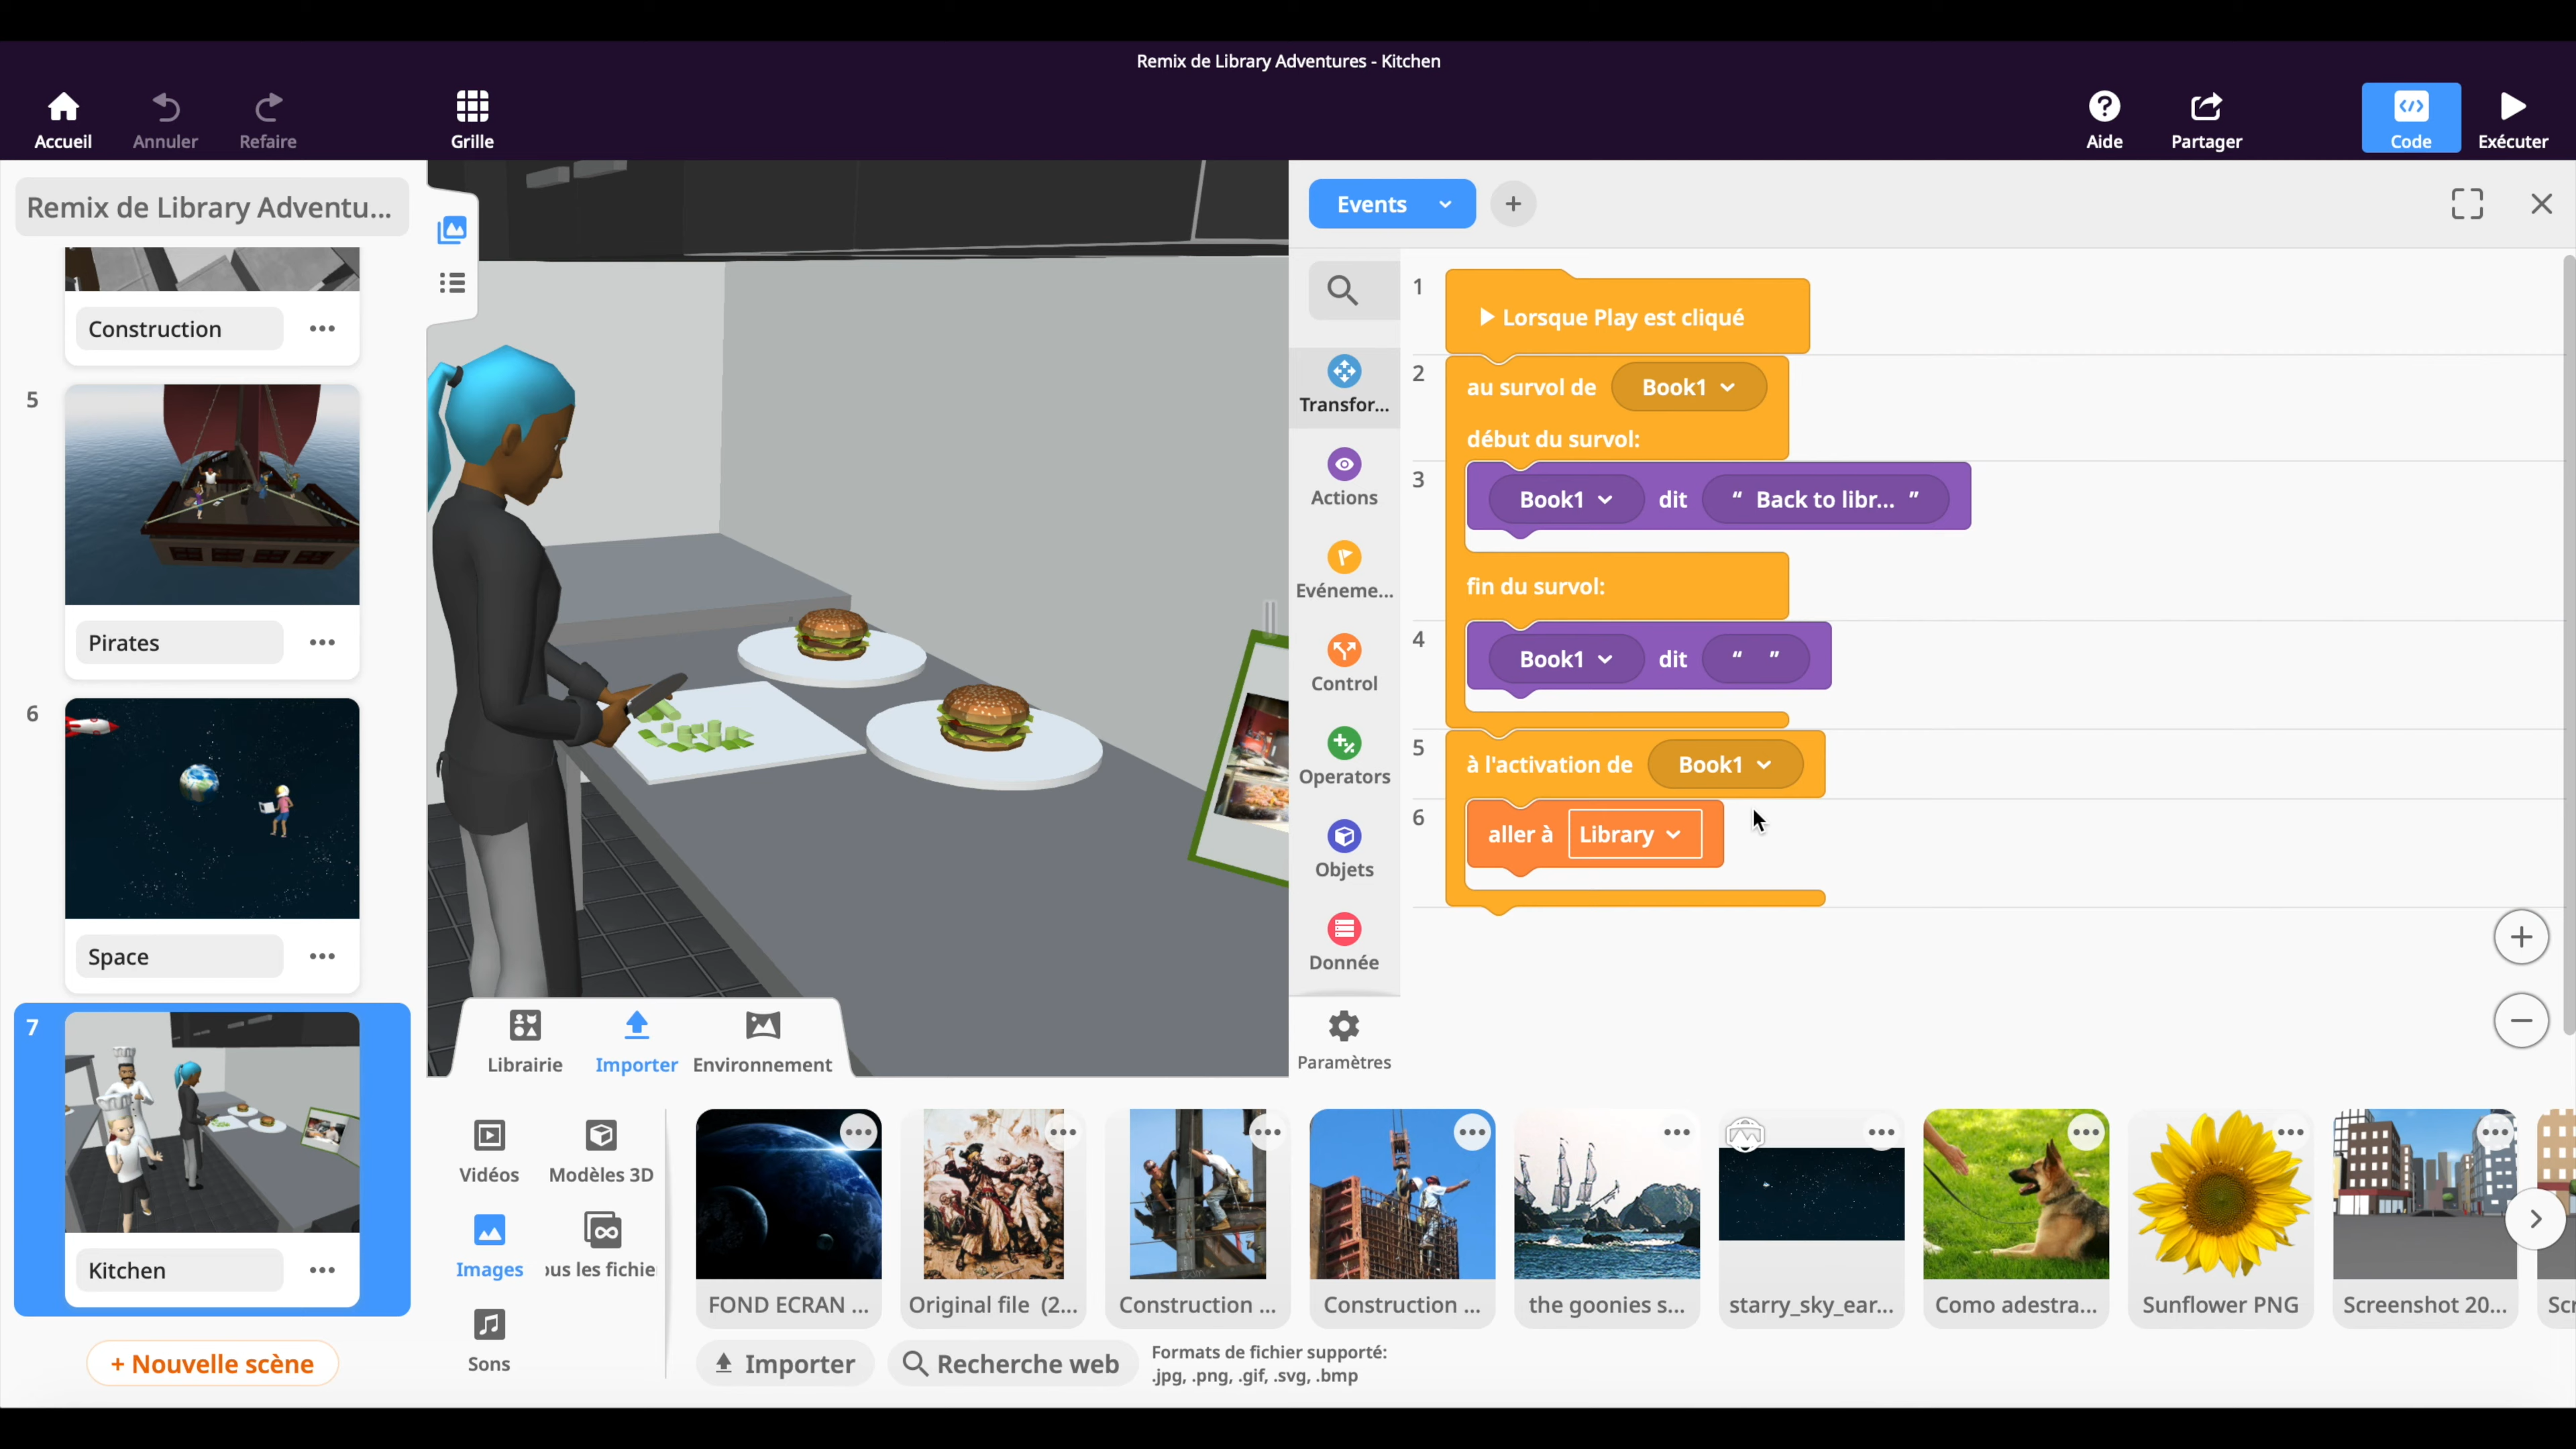 Remix de Library Adventures - Kitchen
Accueil
Annuler
Refaire
Grille
Aide
Partager
Code
Exécuter
Remix de Library Adventu...
Construction
5
Pirates
6
Space
7
Kitchen
+ Nouvelle scène
Events
Transfor...
Actions
Evéneme...
Control
Operators
Objets
Donnée
Paramètres
1
Lorsque Play est cliqué
2
au survol de Book1
début du survol:
3
Book1 dit “ Back to libr... ”
fin du survol:
4
Book1 dit “ ”
5
à l'activation de Book1
6
aller à Library
Librairie
Importer
Environnement
Vidéos
Modèles 3D
Images
ous les fichie
Sons
FOND ECRAN ...
Original file (2...
Construction ...
Construction ...
the goonies s...
starry_sky_ear...
Como adestra...
Sunflower PNG
Screenshot 20...
Scr
Importer
Recherche web
Formats de fichier supporté:
.jpg, .png, .gif, .svg, .bmp